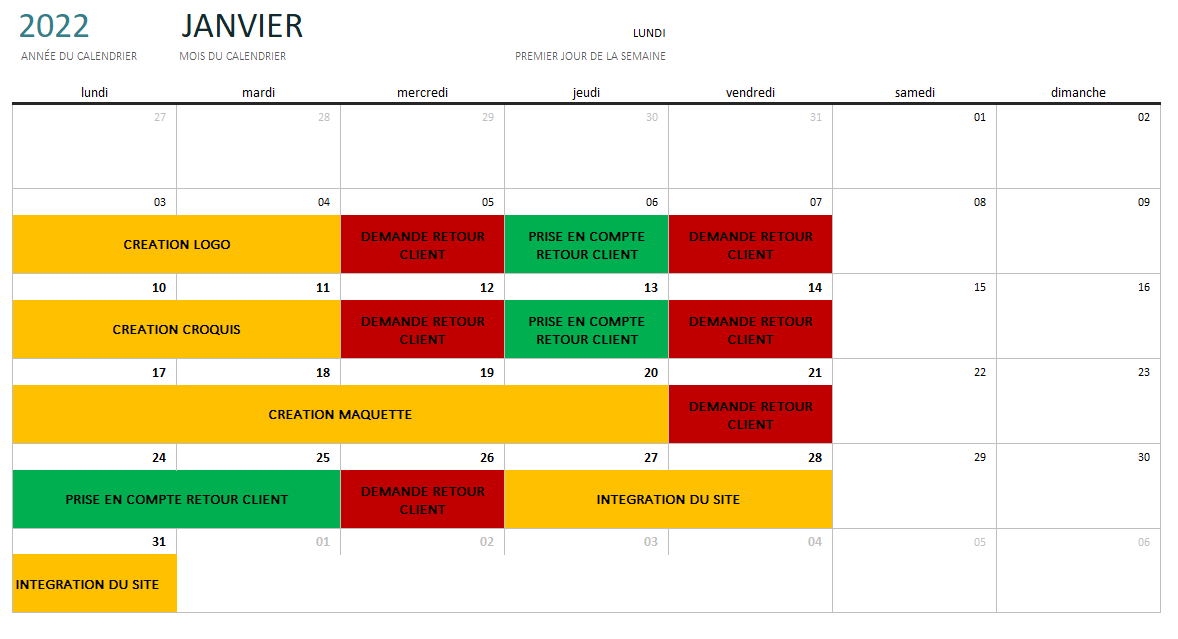 2022 JANVIER LUNDI
ANNÉE DU CALENDRIER MOIS DU CALENDRIER PREMIER JOUR DE LA SEMAINE
lundi mardi mercredi jeudi vendredi samedi dimanche
27 28 29 30 31 01 02
03 04 05 06 07 08 09
CREATION LOGO
DEMANDE RETOUR
CLIENT
PRISE EN COMPTE
RETOUR CLIENT
DEMANDE RETOUR
CLIENT
10 11 12 13 14 15 16
CREATION CROQUIS
DEMANDE RETOUR
CLIENT
PRISE EN COMPTE
RETOUR CLIENT
DEMANDE RETOUR
CLIENT
17 18 19 20 21 22 23
CREATION MAQUETTE
DEMANDE RETOUR
CLIENT
24 25 26 27 28 29 30
PRISE EN COMPTE RETOUR CLIENT
DEMANDE RETOUR
CLIENT
INTEGRATION DU SITE
31 01 02 03 04 05 06
INTEGRATION DU SITE